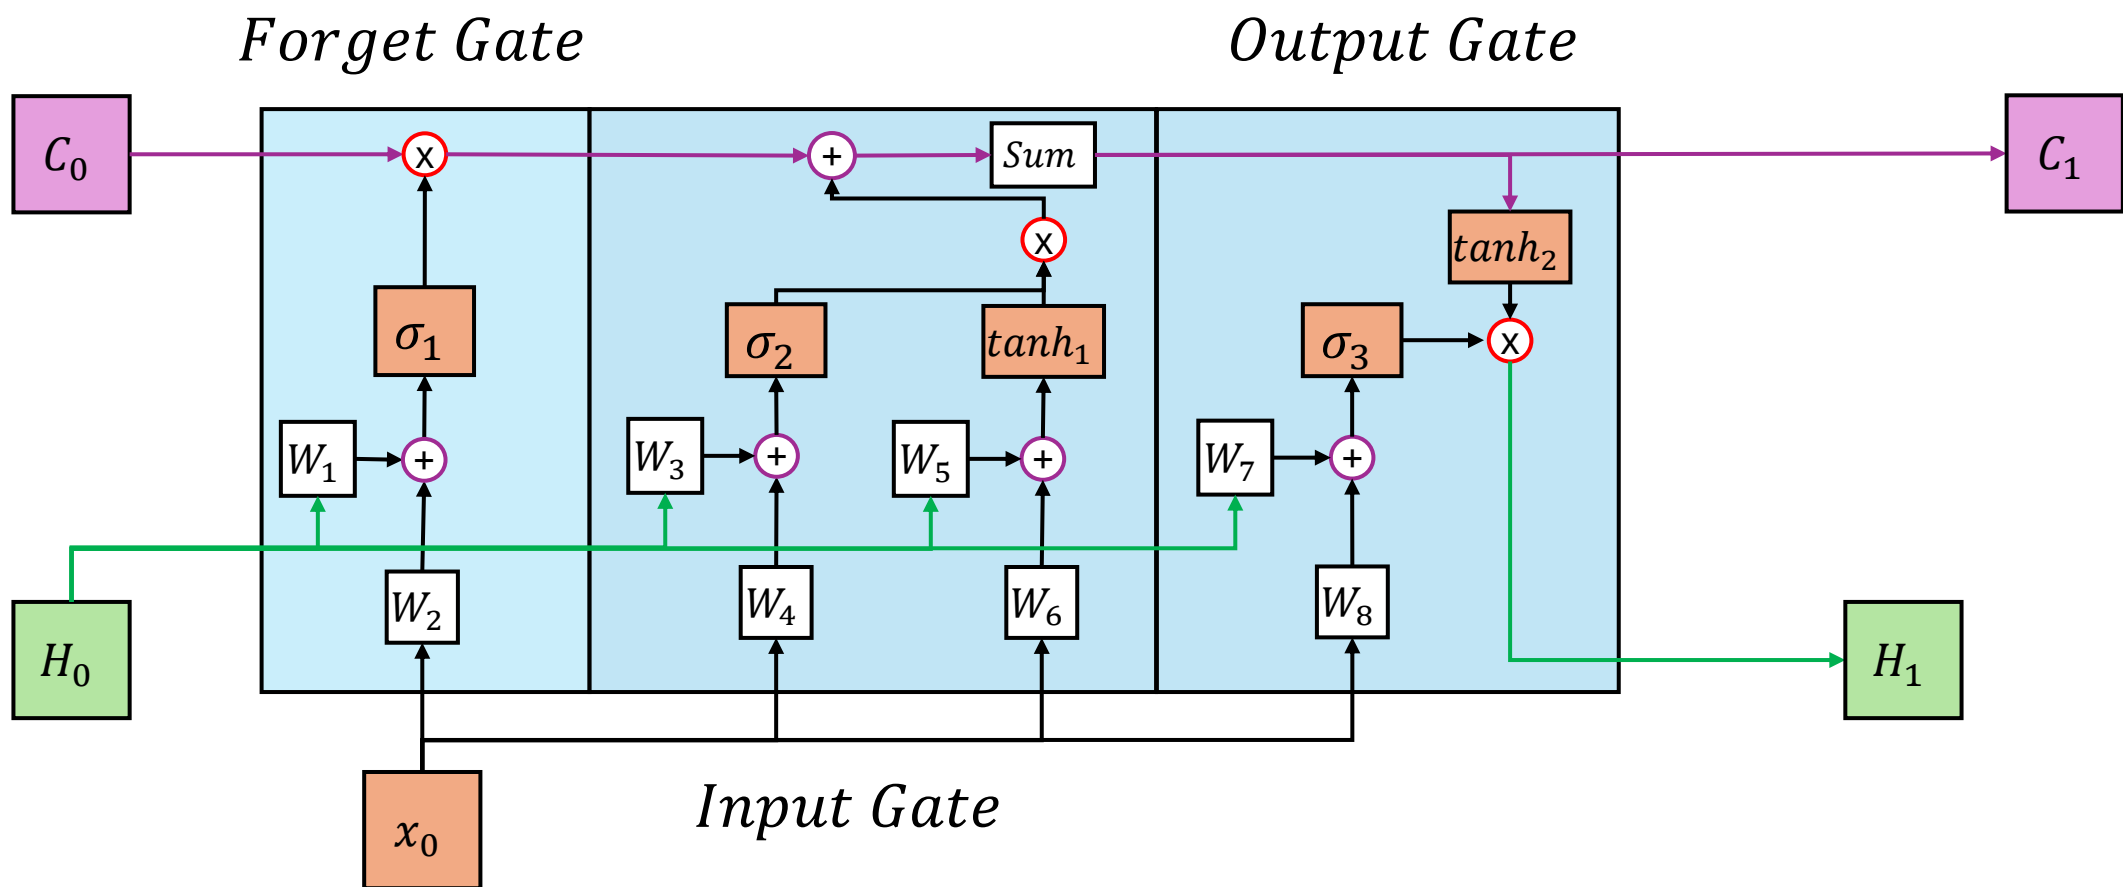 Forget Gate
Output Gate
C₀
x
+
Sum
C₁
x
tanh₂
σ₁
σ₂
tanh₁
σ₃
x
W₁
+
W₃
+
W₅
+
W₇
+
W₂
W₄
W₆
W₈
H₀
H₁
Input Gate
x₀